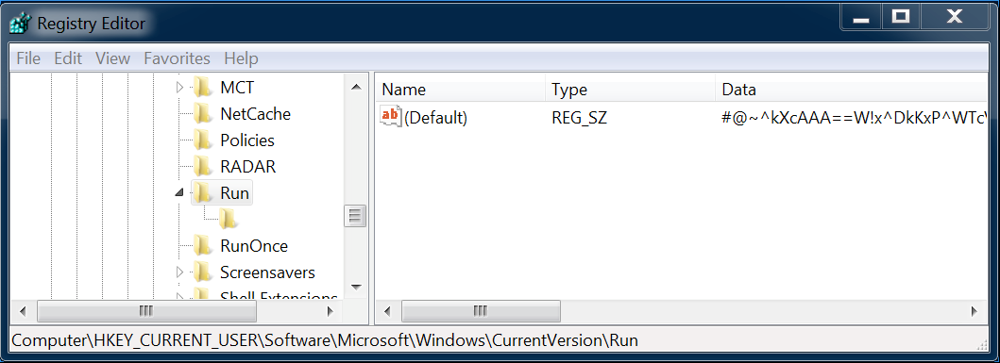 Registry Editor
File Edit View Favorites Help
MCT
NetCache
Policies
RADAR
Run
RunOnce
Screensavers
Shell Extensions
Name Type Data
ab (Default) REG_SZ #@~^kXcAAA==W!x^DkKxP^WTc
Computer\HKEY_CURRENT_USER\Software\Microsoft\Windows\CurrentVersion\Run